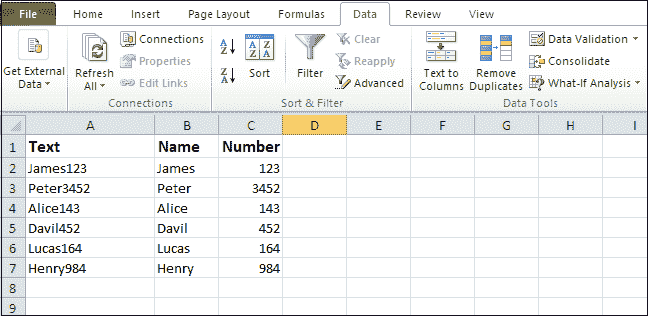 File Home Insert Page Layout Formulas Data Review View
Get External Data
Refresh All
Connections
Properties
Edit Links
Connections
A Z
Z A
A Z
Z A
Sort
Filter
Clear
Reapply
Advanced
Sort & Filter
Text to Columns
Remove Duplicates
Data Validation
Consolidate
What-If Analysis
Data Tools
A B C D E F G H I
1 Text Name Number
2 James123 James 123
3 Peter3452 Peter 3452
4 Alice143 Alice 143
5 Davil452 Davil 452
6 Lucas164 Lucas 164
7 Henry984 Henry 984
8
9